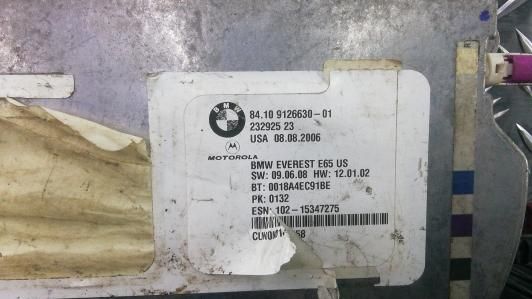 BMW
84.10 9126630-01
232925 23
USA 08.08.2006
MOTOROLA
BMW EVEREST E65 US
SW: 09.06.08 HW: 12.01.02
BT: 0018A4EC91BE
PK: 0132
ESN: 102-15347275